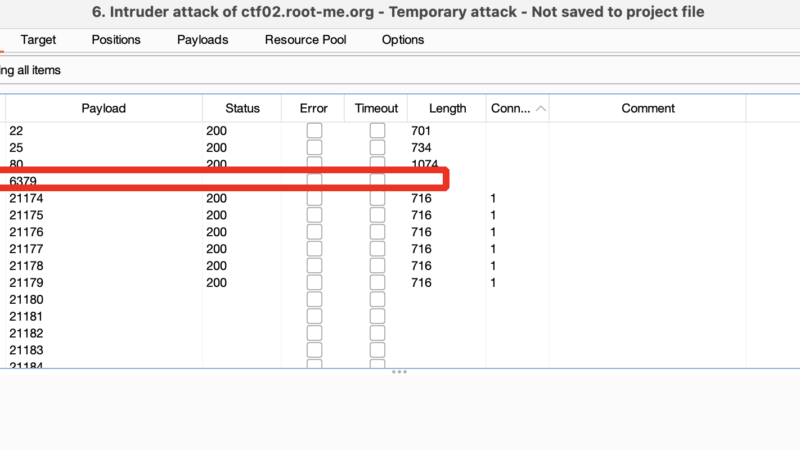 6. Intruder attack of ctf02.root-me.org - Temporary attack - Not saved to project file
Target Positions Payloads Resource Pool Options
ing all items
Payload Status Error Timeout Length Conn... Comment
22 200 701
25 200 734
80 200 1074
6379
21174 200 716 1
21175 200 716 1
21176 200 716 1
21177 200 716 1
21178 200 716 1
21179 200 716 1
21180
21181
21182
21183
21184